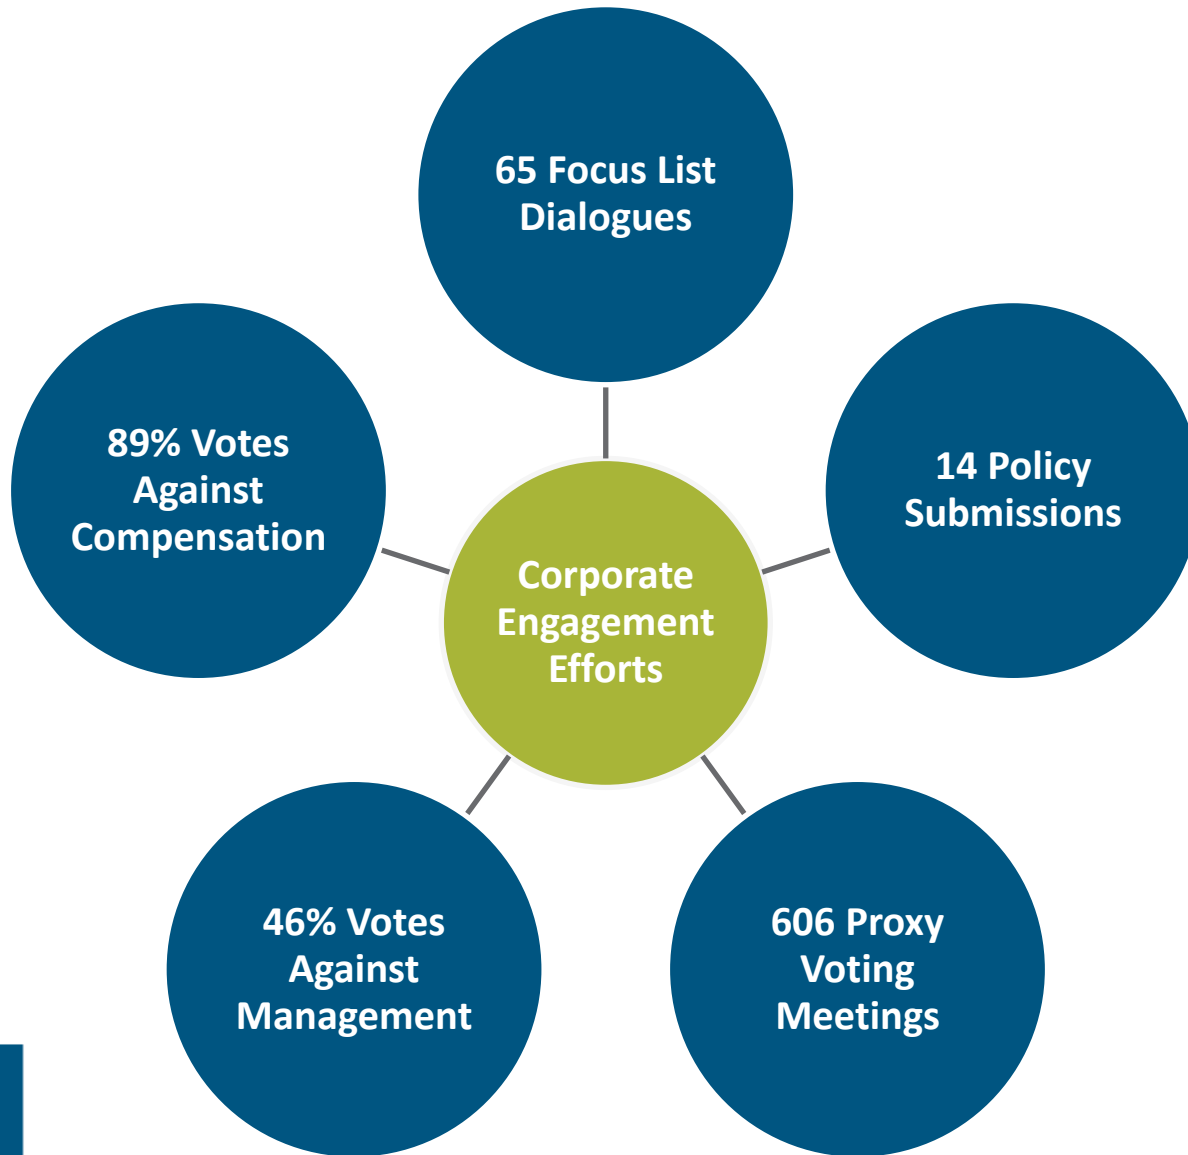 65 Focus List
Dialogues
89% Votes
Against
Compensation
14 Policy
Submissions
Corporate
Engagement
Efforts
46% Votes
Against
Management
606 Proxy
Voting
Meetings